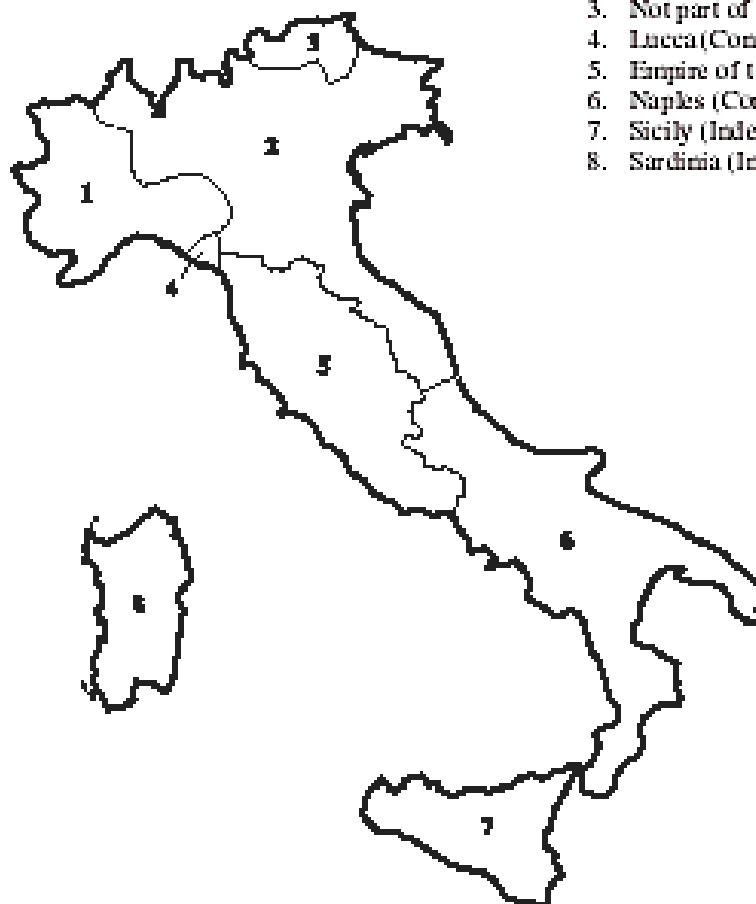 3. Not part of
4. Lucca (Con
5. Empire of t
6. Naples (Co
7. Sicily (Inde
8. Sardinia (In
3
2
1
4
5
6
8
7